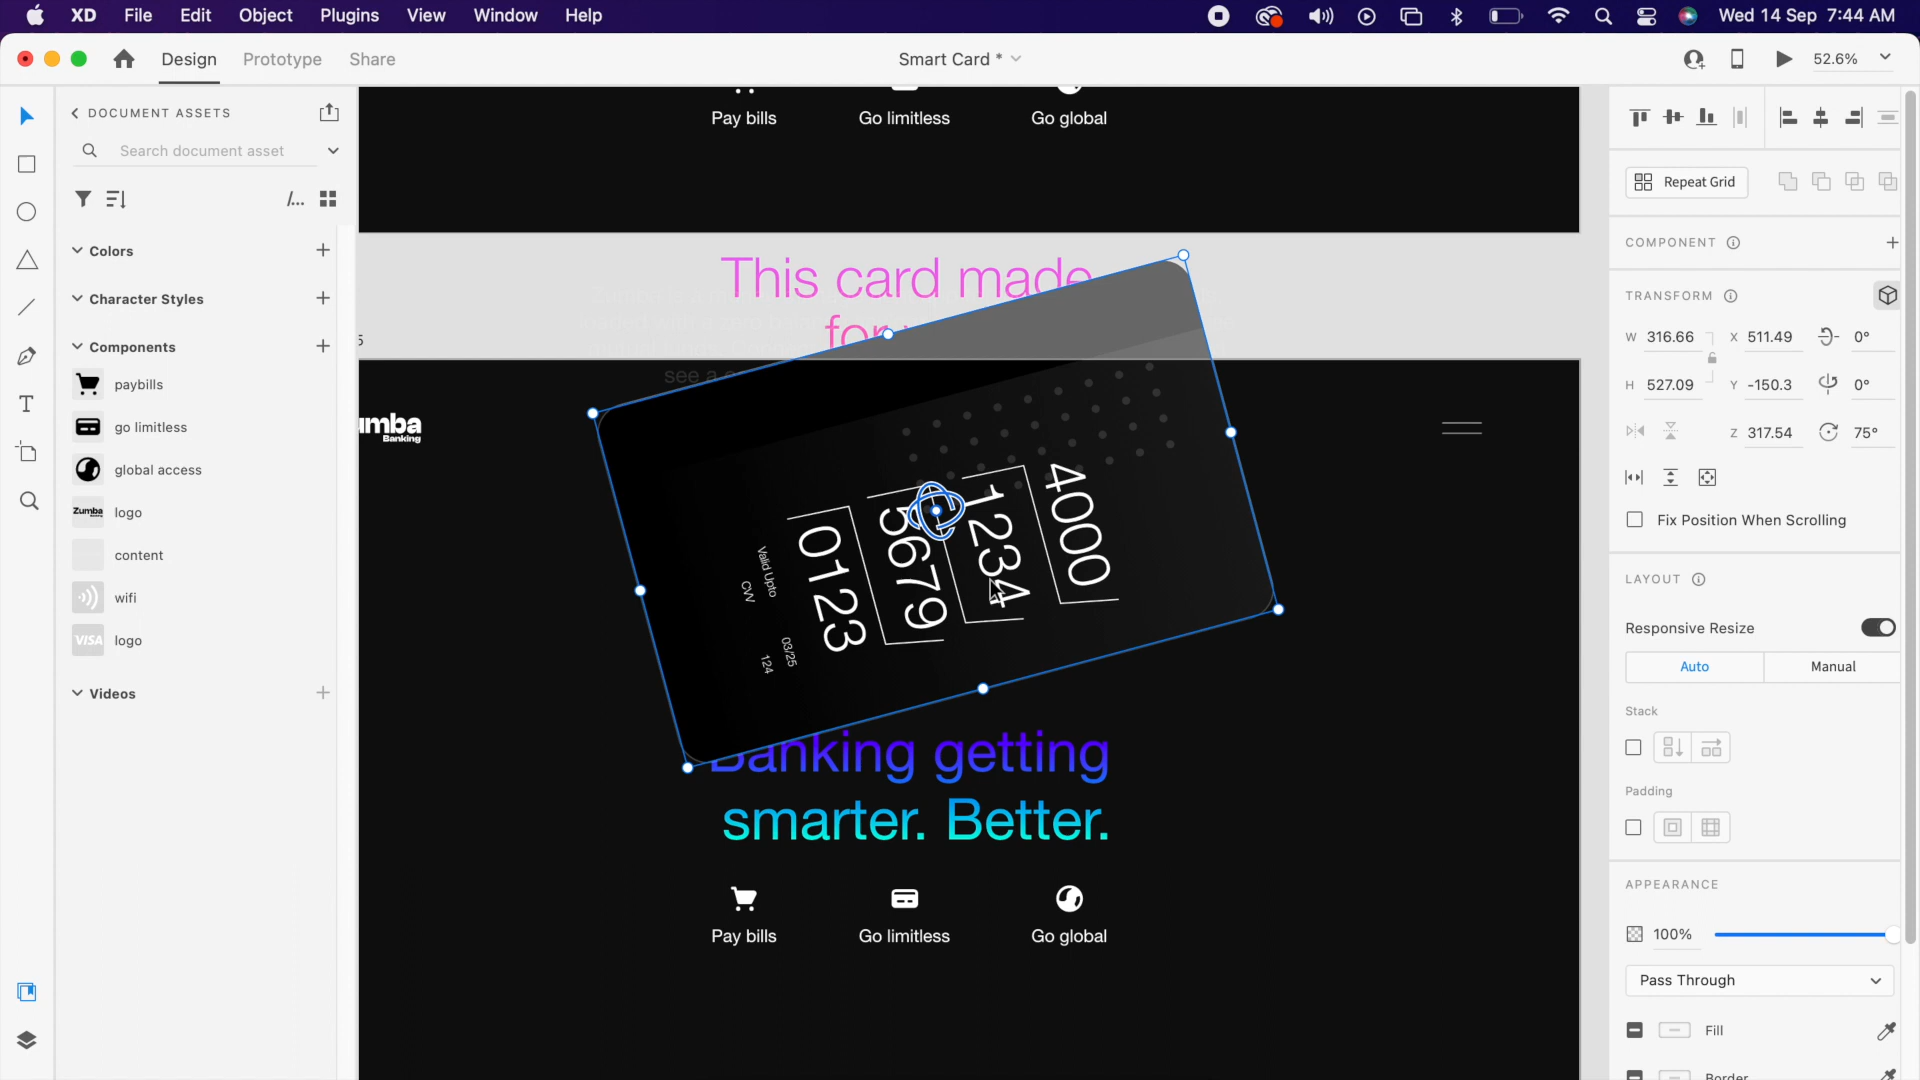 XD File Edit Object Plugins View Window Help
Wed 14 Sep 7:44 AM
Design Prototype Share
Smart Card *
52.6%
DOCUMENT ASSETS
Search document asset
/...
Colors
Character Styles
Components
paybills
go limitless
global access
Zumba logo
content
wifi
VISA logo
Videos
Pay bills Go limitless Go global
This card made
for
see a
Banking
4000
1234
5679
0123
Valid Upto
CVV
03/25
124
Banking getting
smarter. Better.
Pay bills Go limitless Go global
Repeat Grid
COMPONENT
TRANSFORM
W 316.66 X 511.49 0°
H 527.09 Y -150.3 0°
Z 317.54 75°
Fix Position When Scrolling
LAYOUT
Responsive Resize
Auto Manual
Stack
Padding
APPEARANCE
100%
Pass Through
Fill
Border